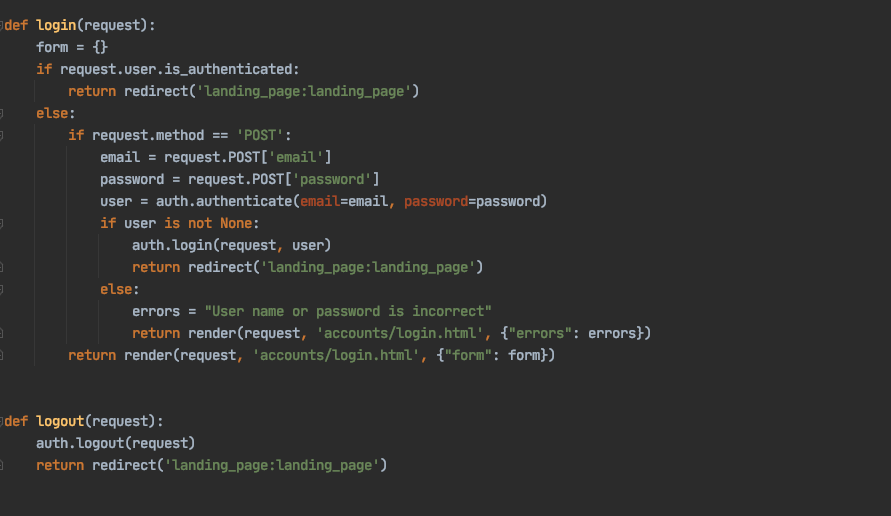 def login(request):
    form = {}
    if request.user.is_authenticated:
        return redirect('landing_page:landing_page')
    else:
        if request.method == 'POST':
            email = request.POST['email']
            password = request.POST['password']
            user = auth.authenticate(email=email, password=password)
            if user is not None:
                auth.login(request, user)
                return redirect('landing_page:landing_page')
            else:
                errors = "User name or password is incorrect"
                return render(request, 'accounts/login.html', {"errors": errors})
        return render(request, 'accounts/login.html', {"form": form})
def logout(request):
    auth.logout(request)
    return redirect('landing_page:landing_page')